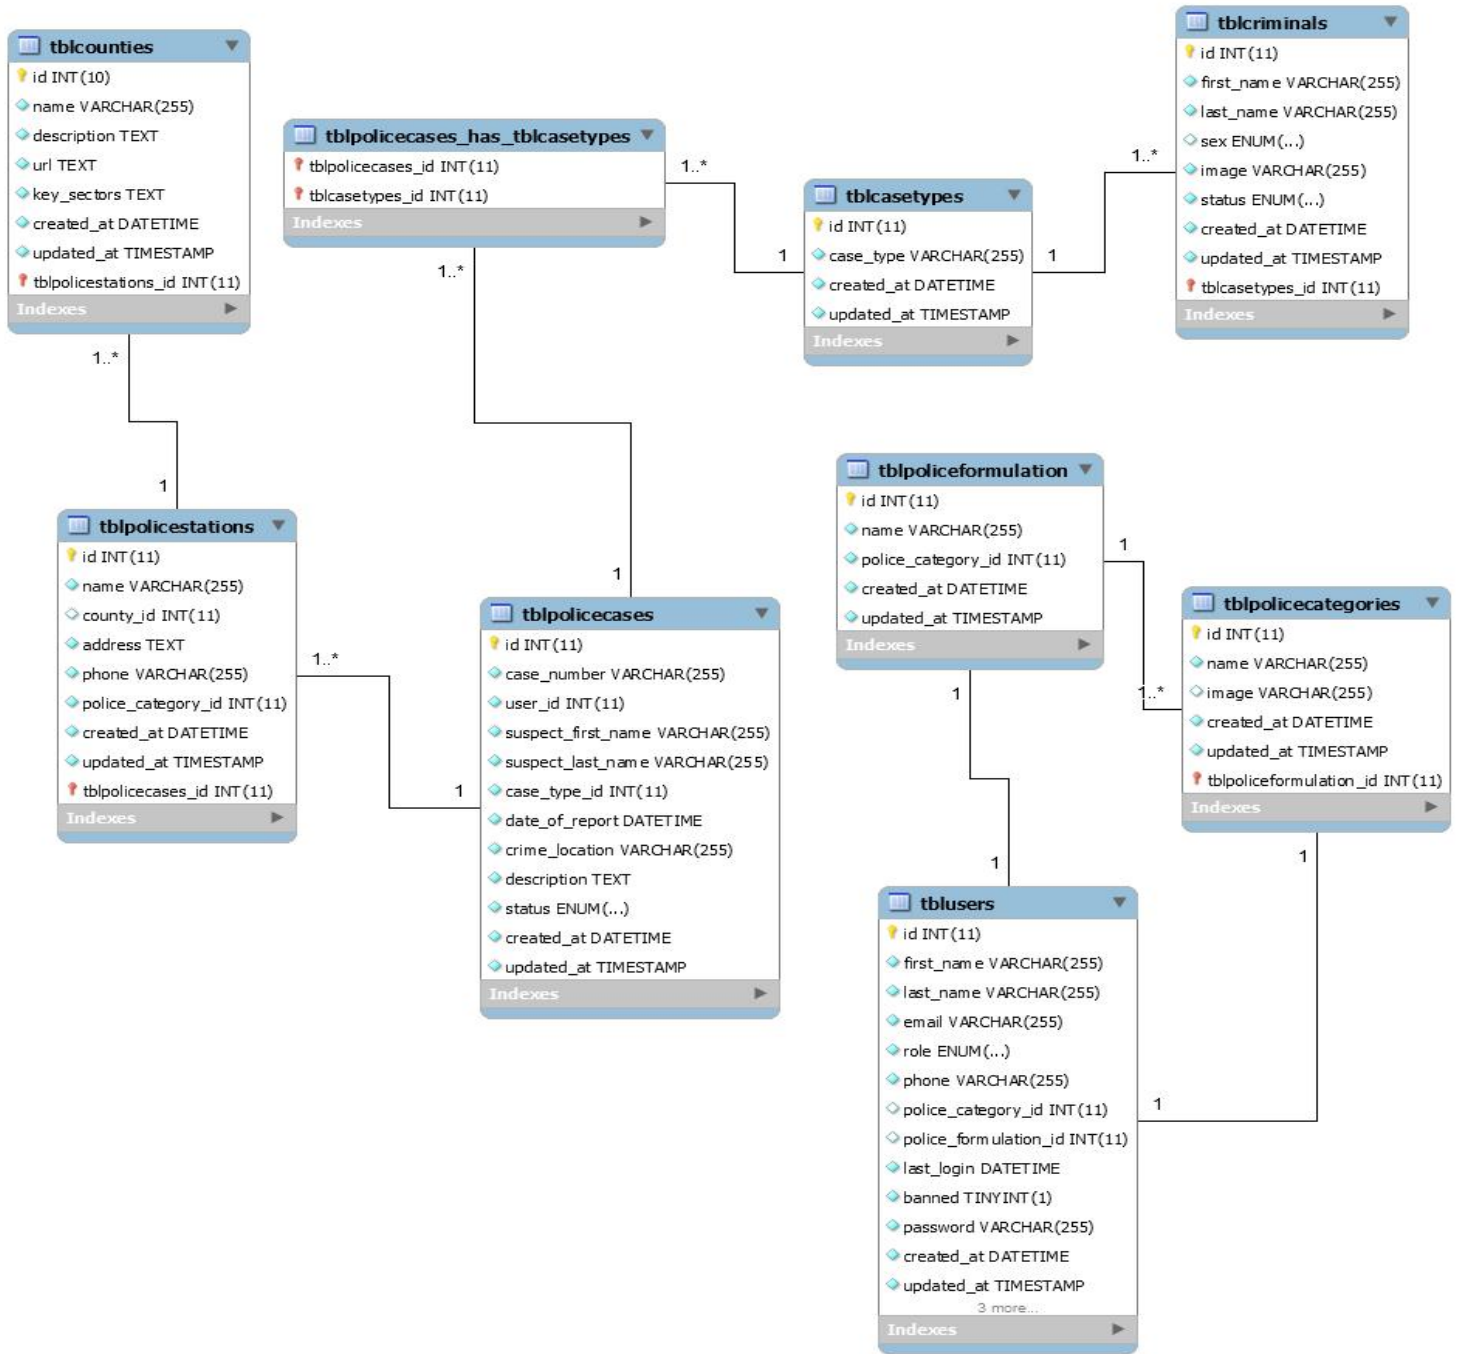 tblcounties
id INT(10)
name VARCHAR(255)
description TEXT
url TEXT
key_sectors TEXT
created_at DATETIME
updated_at TIMESTAMP
tblpolicestations_id INT(11)
Indexes
1..*
1
tblpolicecases_has_tblcasetypes
tblpolicecases_id INT(11)
tblcasetypes_id INT(11)
Indexes
1..*
1
1..*
1
tblcasetypes
id INT(11)
case_type VARCHAR(255)
created_at DATETIME
updated_at TIMESTAMP
Indexes
1
1..*
tblcriminals
id INT(11)
first_name VARCHAR(255)
last_name VARCHAR(255)
sex ENUM(...)
image VARCHAR(255)
status ENUM(...)
created_at DATETIME
updated_at TIMESTAMP
tblcasetypes_id INT(11)
Indexes
tblpolicestations
id INT(11)
name VARCHAR(255)
county_id INT(11)
address TEXT
phone VARCHAR(255)
police_category_id INT(11)
created_at DATETIME
updated_at TIMESTAMP
tblpolicecases_id INT(11)
Indexes
1..*
1
tblpolicecases
id INT(11)
case_number VARCHAR(255)
user_id INT(11)
suspect_first_name VARCHAR(255)
suspect_last_name VARCHAR(255)
case_type_id INT(11)
date_of_report DATETIME
crime_location VARCHAR(255)
description TEXT
status ENUM(...)
created_at DATETIME
updated_at TIMESTAMP
Indexes
tblpoliceformulation
id INT(11)
name VARCHAR(255)
police_category_id INT(11)
created_at DATETIME
updated_at TIMESTAMP
Indexes
1
1..*
1
1
tblpolicecategories
id INT(11)
name VARCHAR(255)
image VARCHAR(255)
created_at DATETIME
updated_at TIMESTAMP
tblpoliceformulation_id INT(11)
Indexes
1
1
tblusers
id INT(11)
first_name VARCHAR(255)
last_name VARCHAR(255)
email VARCHAR(255)
role ENUM(...)
phone VARCHAR(255)
police_category_id INT(11)
police_formulation_id INT(11)
last_login DATETIME
banned TINYINT(1)
password VARCHAR(255)
created_at DATETIME
updated_at TIMESTAMP
3 more...
Indexes